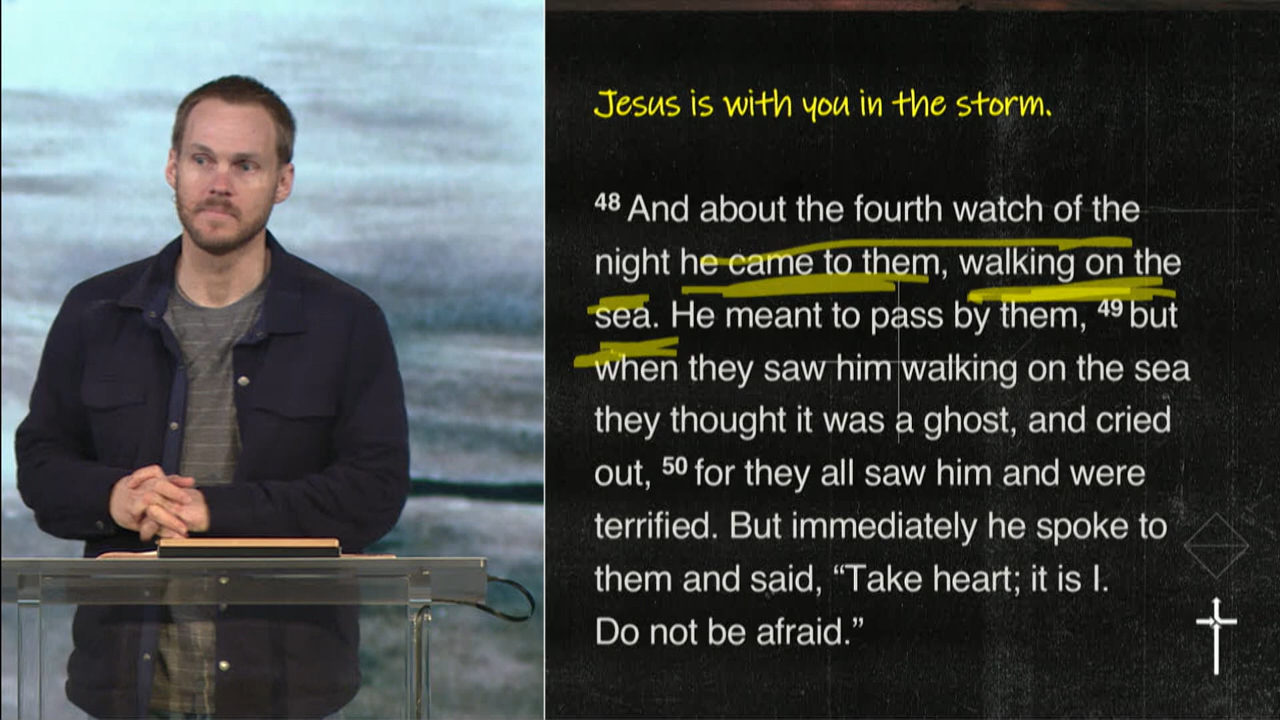 Jesus is with you in the storm.
48 And about the fourth watch of the
night he came to them, walking on the
sea. He meant to pass by them, 49 but
when they saw him walking on the sea
they thought it was a ghost, and cried
out, 50 for they all saw him and were
terrified. But immediately he spoke to
them and said, “Take heart; it is I.
Do not be afraid.”